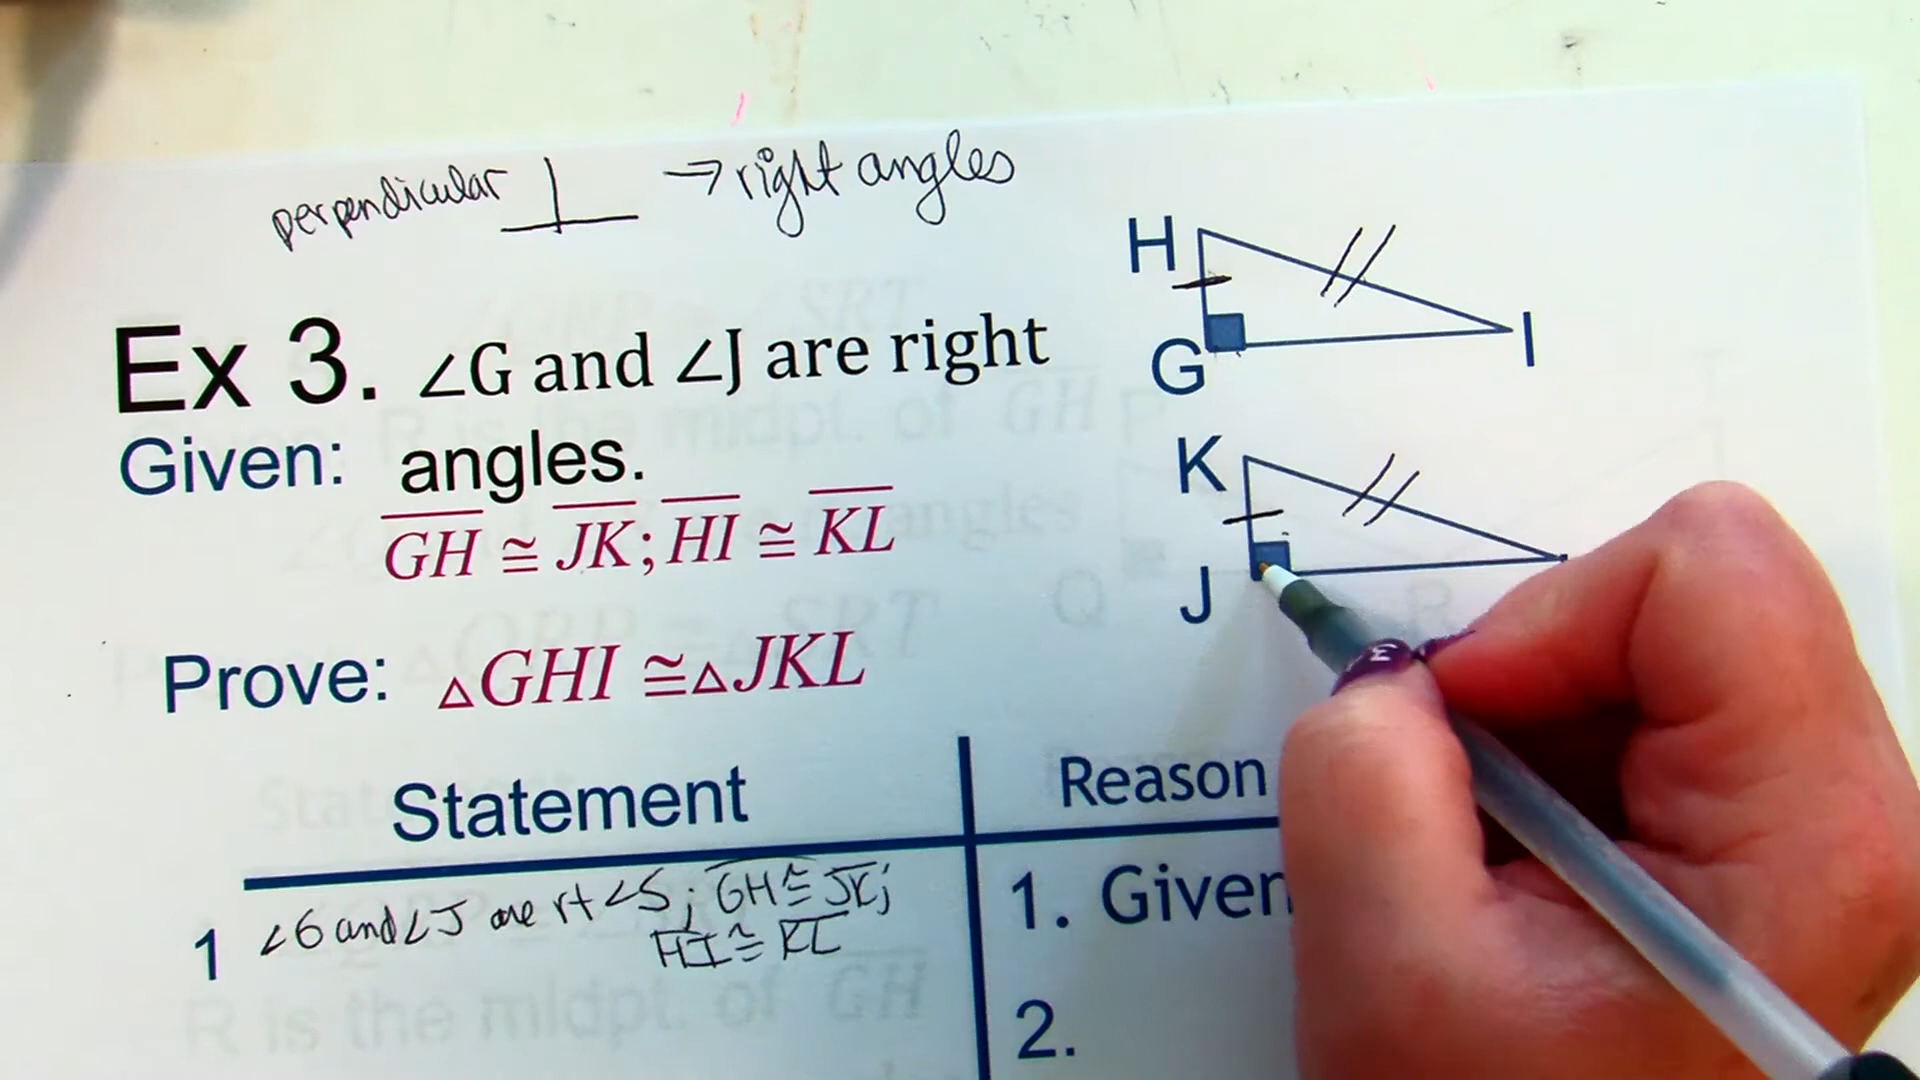 perpendicular → right angles
Ex 3. ∠G and ∠J are right
Given: angles.
GH ≅ JK; HI ≅ KL
Prove: △GHI ≅ △JKL
H
G
I
K
J
Statement Reason
1 ∠G and ∠J are rt ∠S; GH ≅ JK; 1. Given
HI ≅ KL
2.